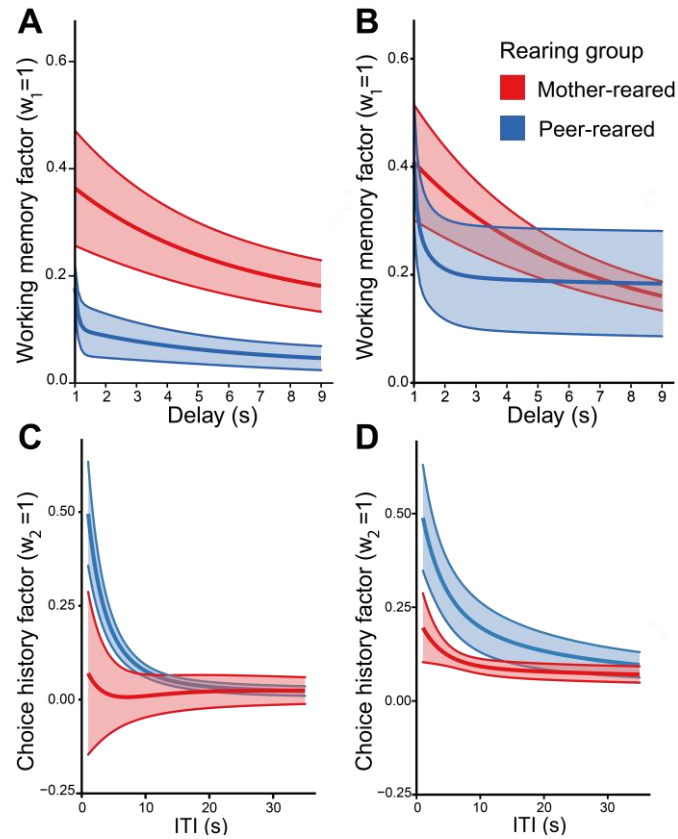 A
Working memory factor (w1=1)
0.6
0.4
0.2
0.0
1 2 3 4 5 6 7 8 9
Delay (s)
B
Working memory factor (w1=1)
0.6
0.4
0.2
0.0
1 2 3 4 5 6 7 8 9
Delay (s)
Rearing group
Mother-reared
Peer-reared
C
Choice history factor (w2 =1)
0.50
0.25
0.00
−0.25
0 10 20 30
ITI (s)
D
Choice history factor (w2 =1)
0.50
0.25
0.00
−0.25
0 10 20 30
ITI (s)